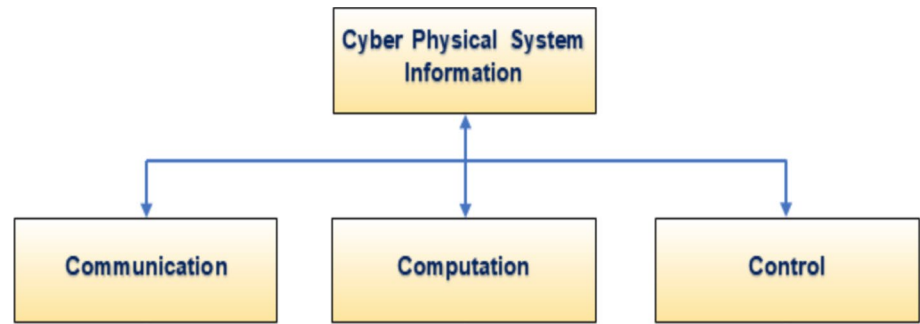 Cyber Physical System
Information
Communication
Computation
Control